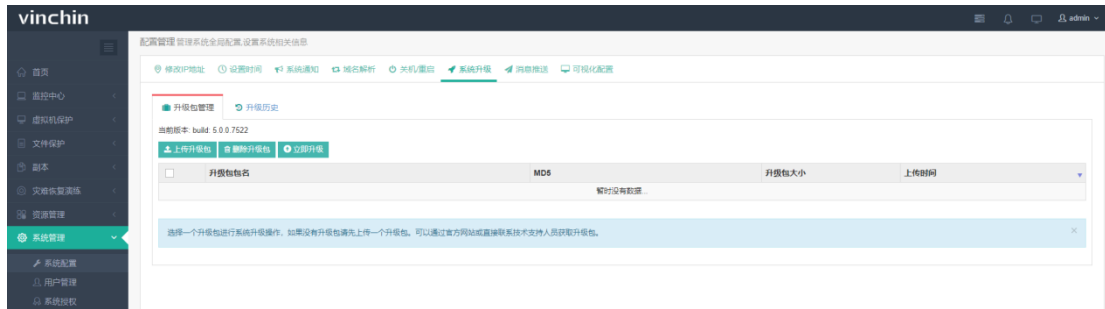 vinchin
admin
配置管理 管理系统全局配置,设置系统相关信息
首页
监控中心
虚拟机保护
文件保护
副本
灾难恢复演练
资源管理
系统管理
系统配置
用户管理
系统授权
修改IP地址 设置时间 系统通知 域名解析 关机/重启 系统升级 消息推送 可视化配置
升级包管理 升级历史
当前版本: build: 5.0.0.7522
上传升级包 删除升级包 立即升级
升级包包名 MD5 升级包大小 上传时间
暂时没有数据...
选择一个升级包进行系统升级操作，如果没有升级包请先上传一个升级包。可以通过官方网站或直接联系技术支持人员获取升级包。